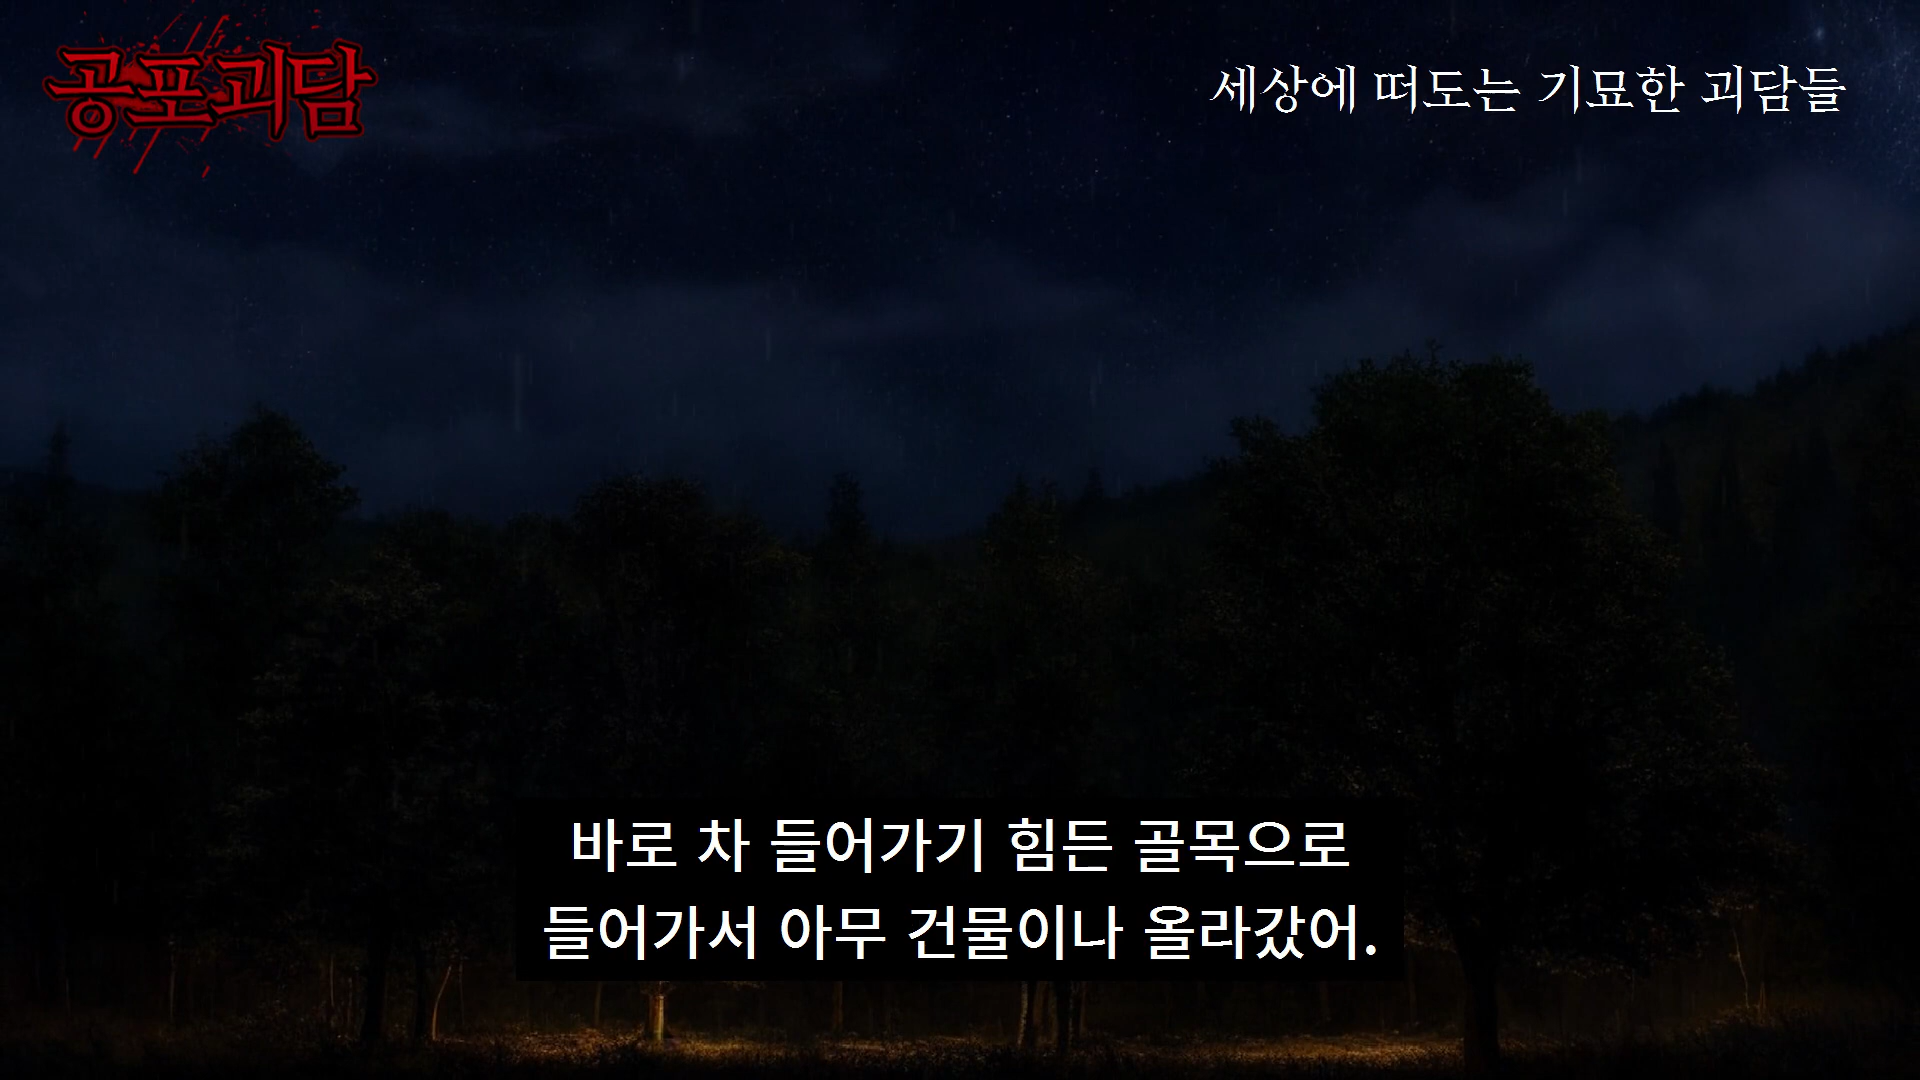 공포괴담
세상에 떠도는 기묘한 괴담들
바로 차 들어가기 힘든 골목으로
들어가서 아무 건물이나 올라갔어.